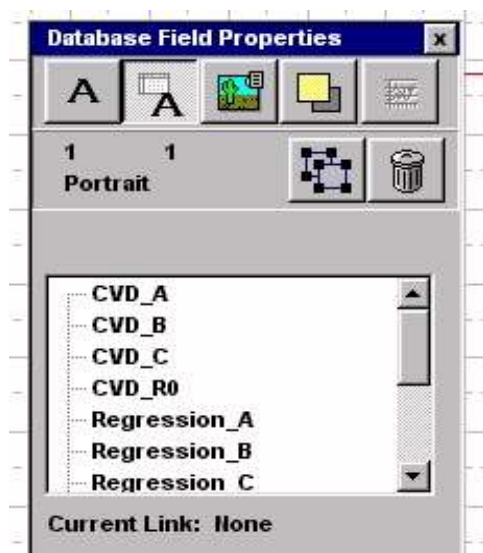 Database Field Properties x
A A
1 1
Portrait
CVD_A
CVD_B
CVD_C
CVD_R0
Regression_A
Regression_B
Regression_C
Current Link: None